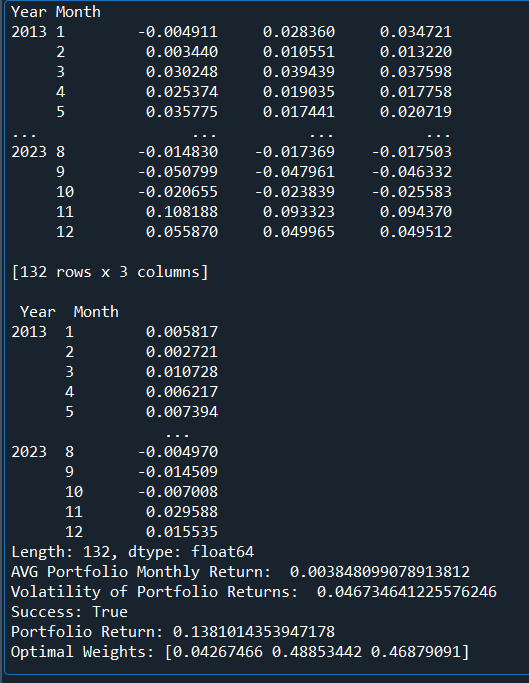 Year Month
2013 1 -0.004911 0.028360 0.034721
2 0.003440 0.010551 0.013220
3 0.030248 0.039439 0.037598
4 0.025374 0.019035 0.017758
5 0.035775 0.017441 0.020719
... ... ... ...
2023 8 -0.014830 -0.017369 -0.017503
9 -0.050799 -0.047961 -0.046332
10 -0.020655 -0.023839 -0.025583
11 0.108188 0.093323 0.094370
12 0.055870 0.049965 0.049512
[132 rows x 3 columns]
Year Month
2013 1 0.005817
2 0.002721
3 0.010728
4 0.006217
5 0.007394
...
2023 8 -0.004970
9 -0.014509
10 -0.007008
11 0.029588
12 0.015535
Length: 132, dtype: float64
AVG Portfolio Monthly Return: 0.003848099078913812
Volatility of Portfolio Returns: 0.046734641225576246
Success: True
Portfolio Return: 0.1381014353947178
Optimal Weights: [0.04267466 0.48853442 0.46879091]